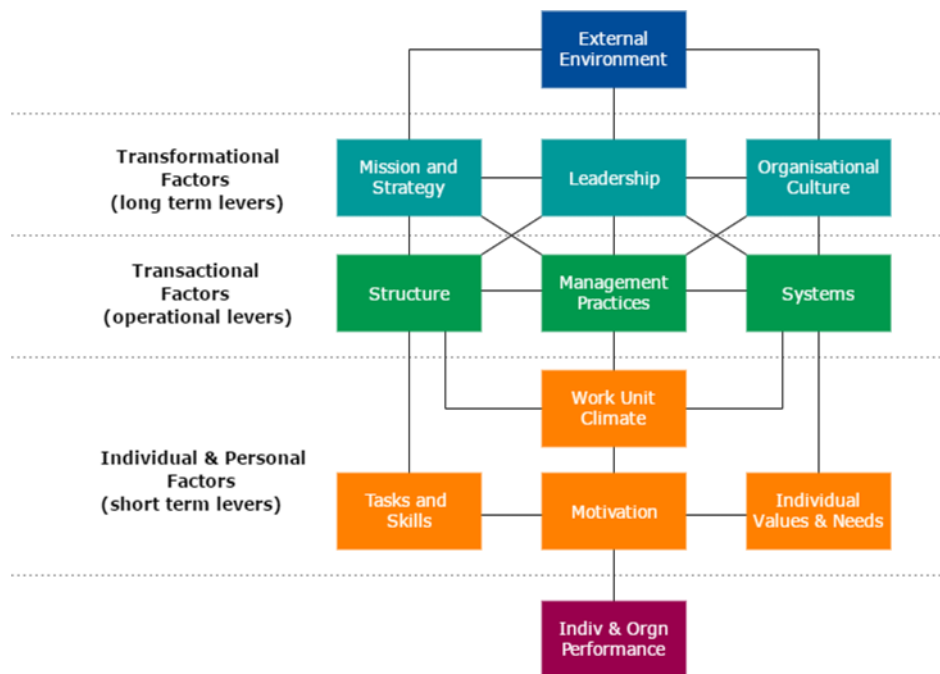 External
Environment
Transformational
Factors
(long term levers)
Mission and
Strategy
Leadership
Organisational
Culture
Transactional
Factors
(operational levers)
Structure
Management
Practices
Systems
Work Unit
Climate
Individual & Personal
Factors
(short term levers)
Tasks and
Skills
Motivation
Individual
Values & Needs
Indiv & Orgn
Performance